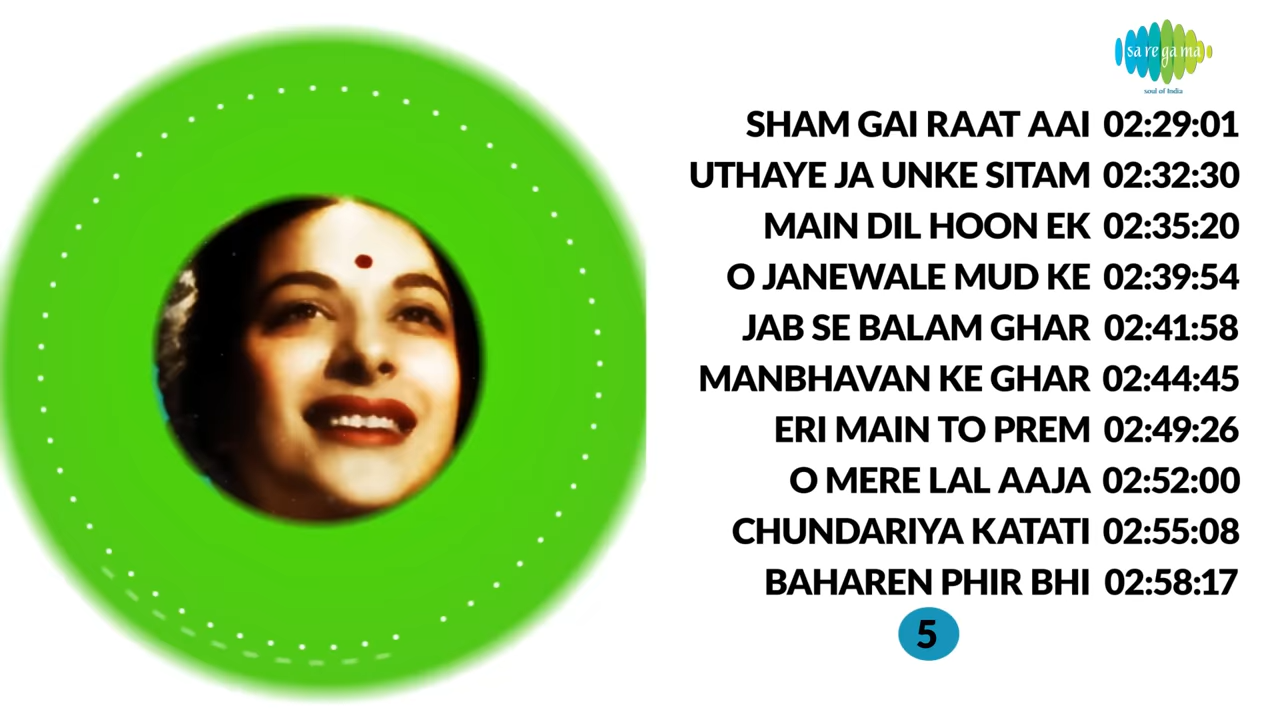 sa re ga ma
soul of India
SHAM GAI RAAT AAI 02:29:01
UTHAYE JA UNKE SITAM 02:32:30
MAIN DIL HOON EK 02:35:20
O JANEWALE MUD KE 02:39:54
JAB SE BALAM GHAR 02:41:58
MANBHAVAN KE GHAR 02:44:45
ERI MAIN TO PREM 02:49:26
O MERE LAL AAJA 02:52:00
CHUNDARIYA KATATI 02:55:08
BAHAREN PHIR BHI 02:58:17
5